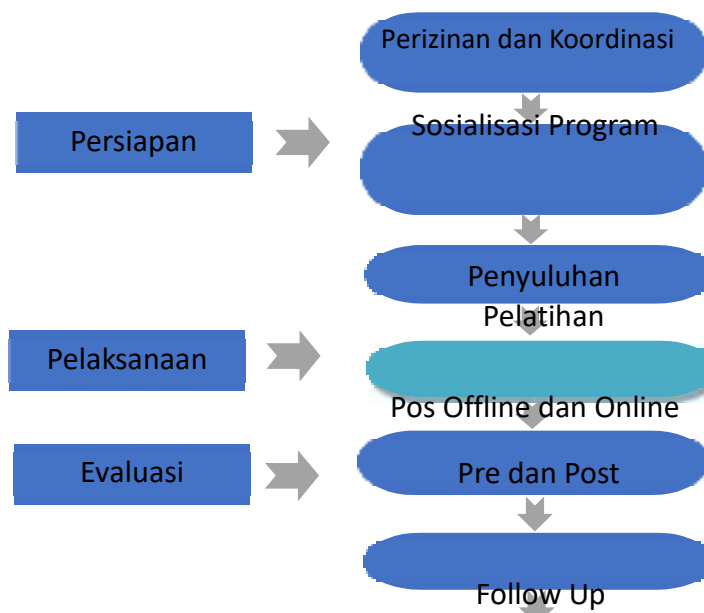 Perizinan dan Koordinasi
Sosialisasi Program
Persiapan
Penyuluhan
Pelatihan
Pelaksanaan
Pos Offline dan Online
Evaluasi
Pre dan Post
Follow Up